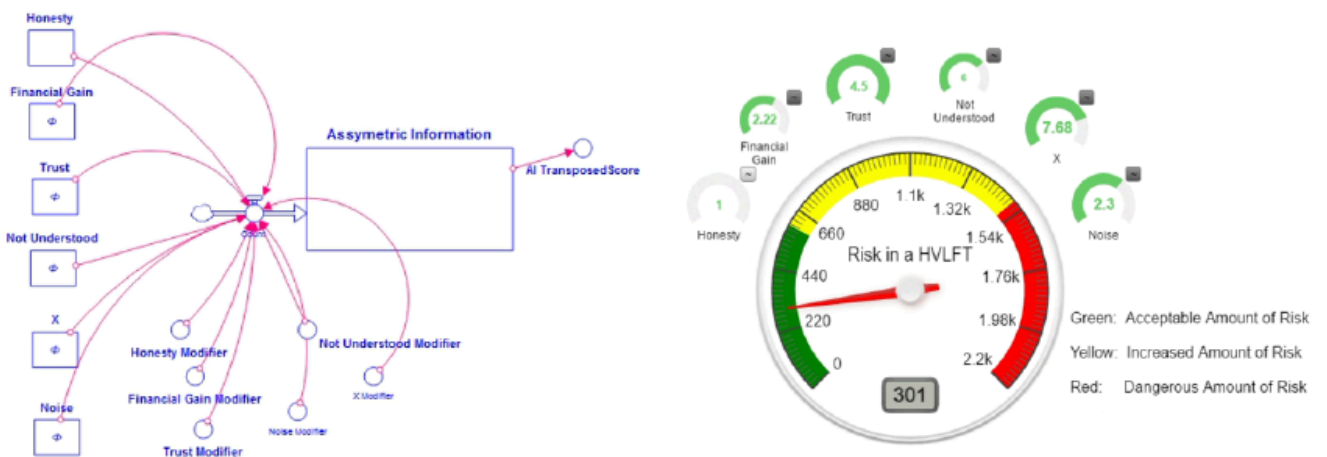 Honesty
Financial Gain
Φ
Trust
Φ
Not Understood
Φ
X
Φ
Noise
Φ
Assymetric Information
AI TransposedScore
Count
Honesty Modifier
Not Understood Modifier
Financial Gain Modifier
X Modifier
Noise Modifier
Trust Modifier
~
4.5
Trust
~
6
Not
Understood
~
2.22
Financial
Gain
~
7.68
X
~
1
Honesty
~
2.3
Noise
0
220
440
660
880
1.1k
1.32k
1.54k
1.76k
1.98k
2.2k
Risk in a HVLFT
301
Green: Acceptable Amount of Risk
Yellow: Increased Amount of Risk
Red: Dangerous Amount of Risk